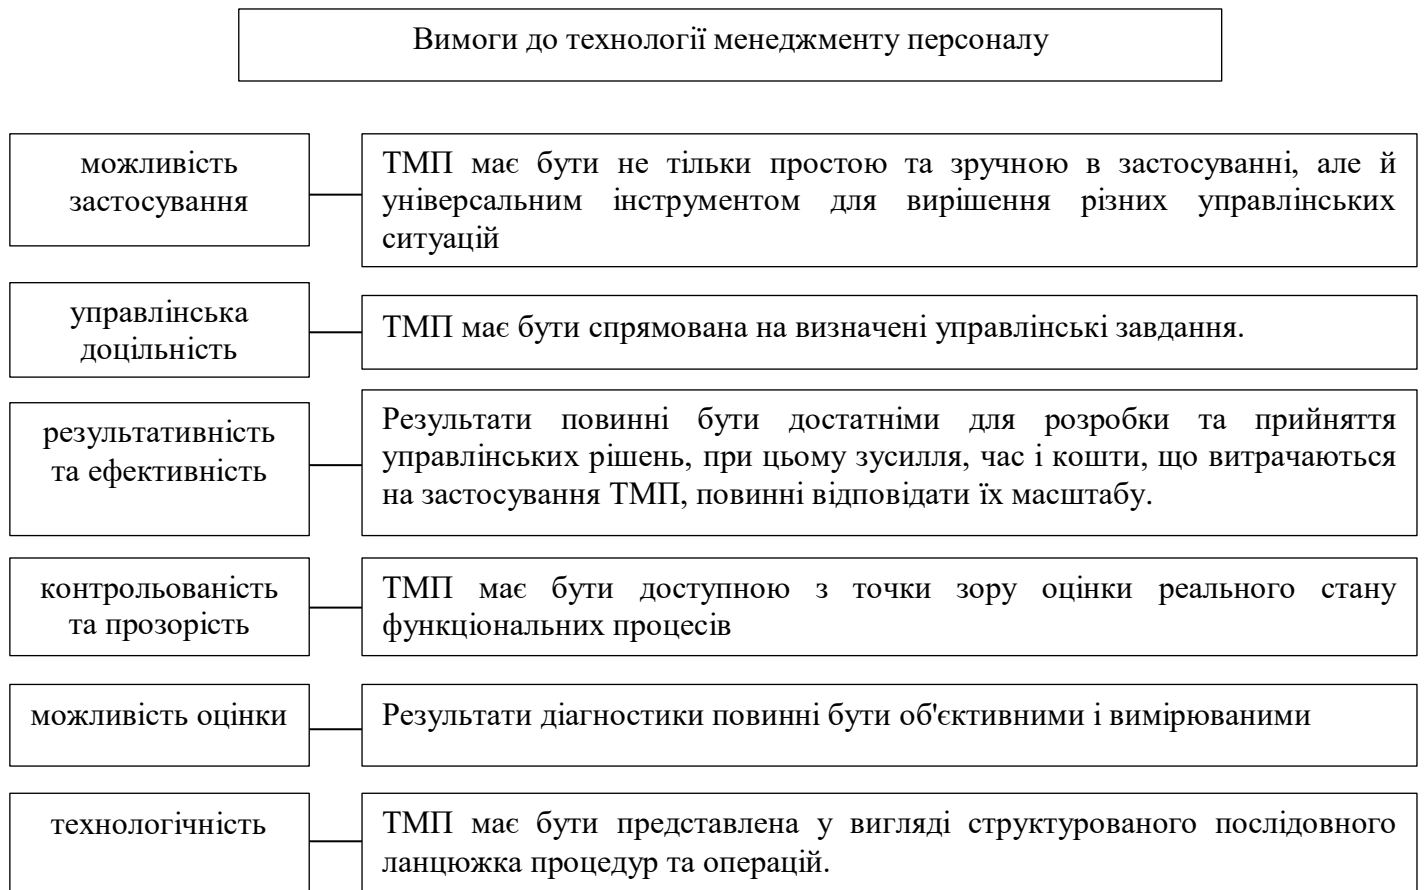 Вимоги до технології менеджменту персоналу
можливість
застосування
ТМП має бути не тільки простою та зручною в застосуванні, але й
універсальним інструментом для вирішення різних управлінських
ситуацій
управлінська
доцільність
ТМП має бути спрямована на визначені управлінські завдання.
результативність
та ефективність
Результати повинні бути достатніми для розробки та прийняття
управлінських рішень, при цьому зусилля, час і кошти, що витрачаються
на застосування ТМП, повинні відповідати їх масштабу.
контрольованість
та прозорість
ТМП має бути доступною з точки зору оцінки реального стану
функціональних процесів
можливість оцінки
Результати діагностики повинні бути об'єктивними і вимірюваними
технологічність
ТМП має бути представлена у вигляді структурованого послідовного
ланцюжка процедур та операцій.